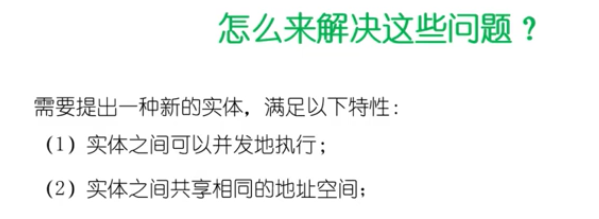 怎么来解决这些问题？
需要提出一种新的实体，满足以下特性：
（1）实体之间可以并发地执行；
（2）实体之间共享相同的地址空间；